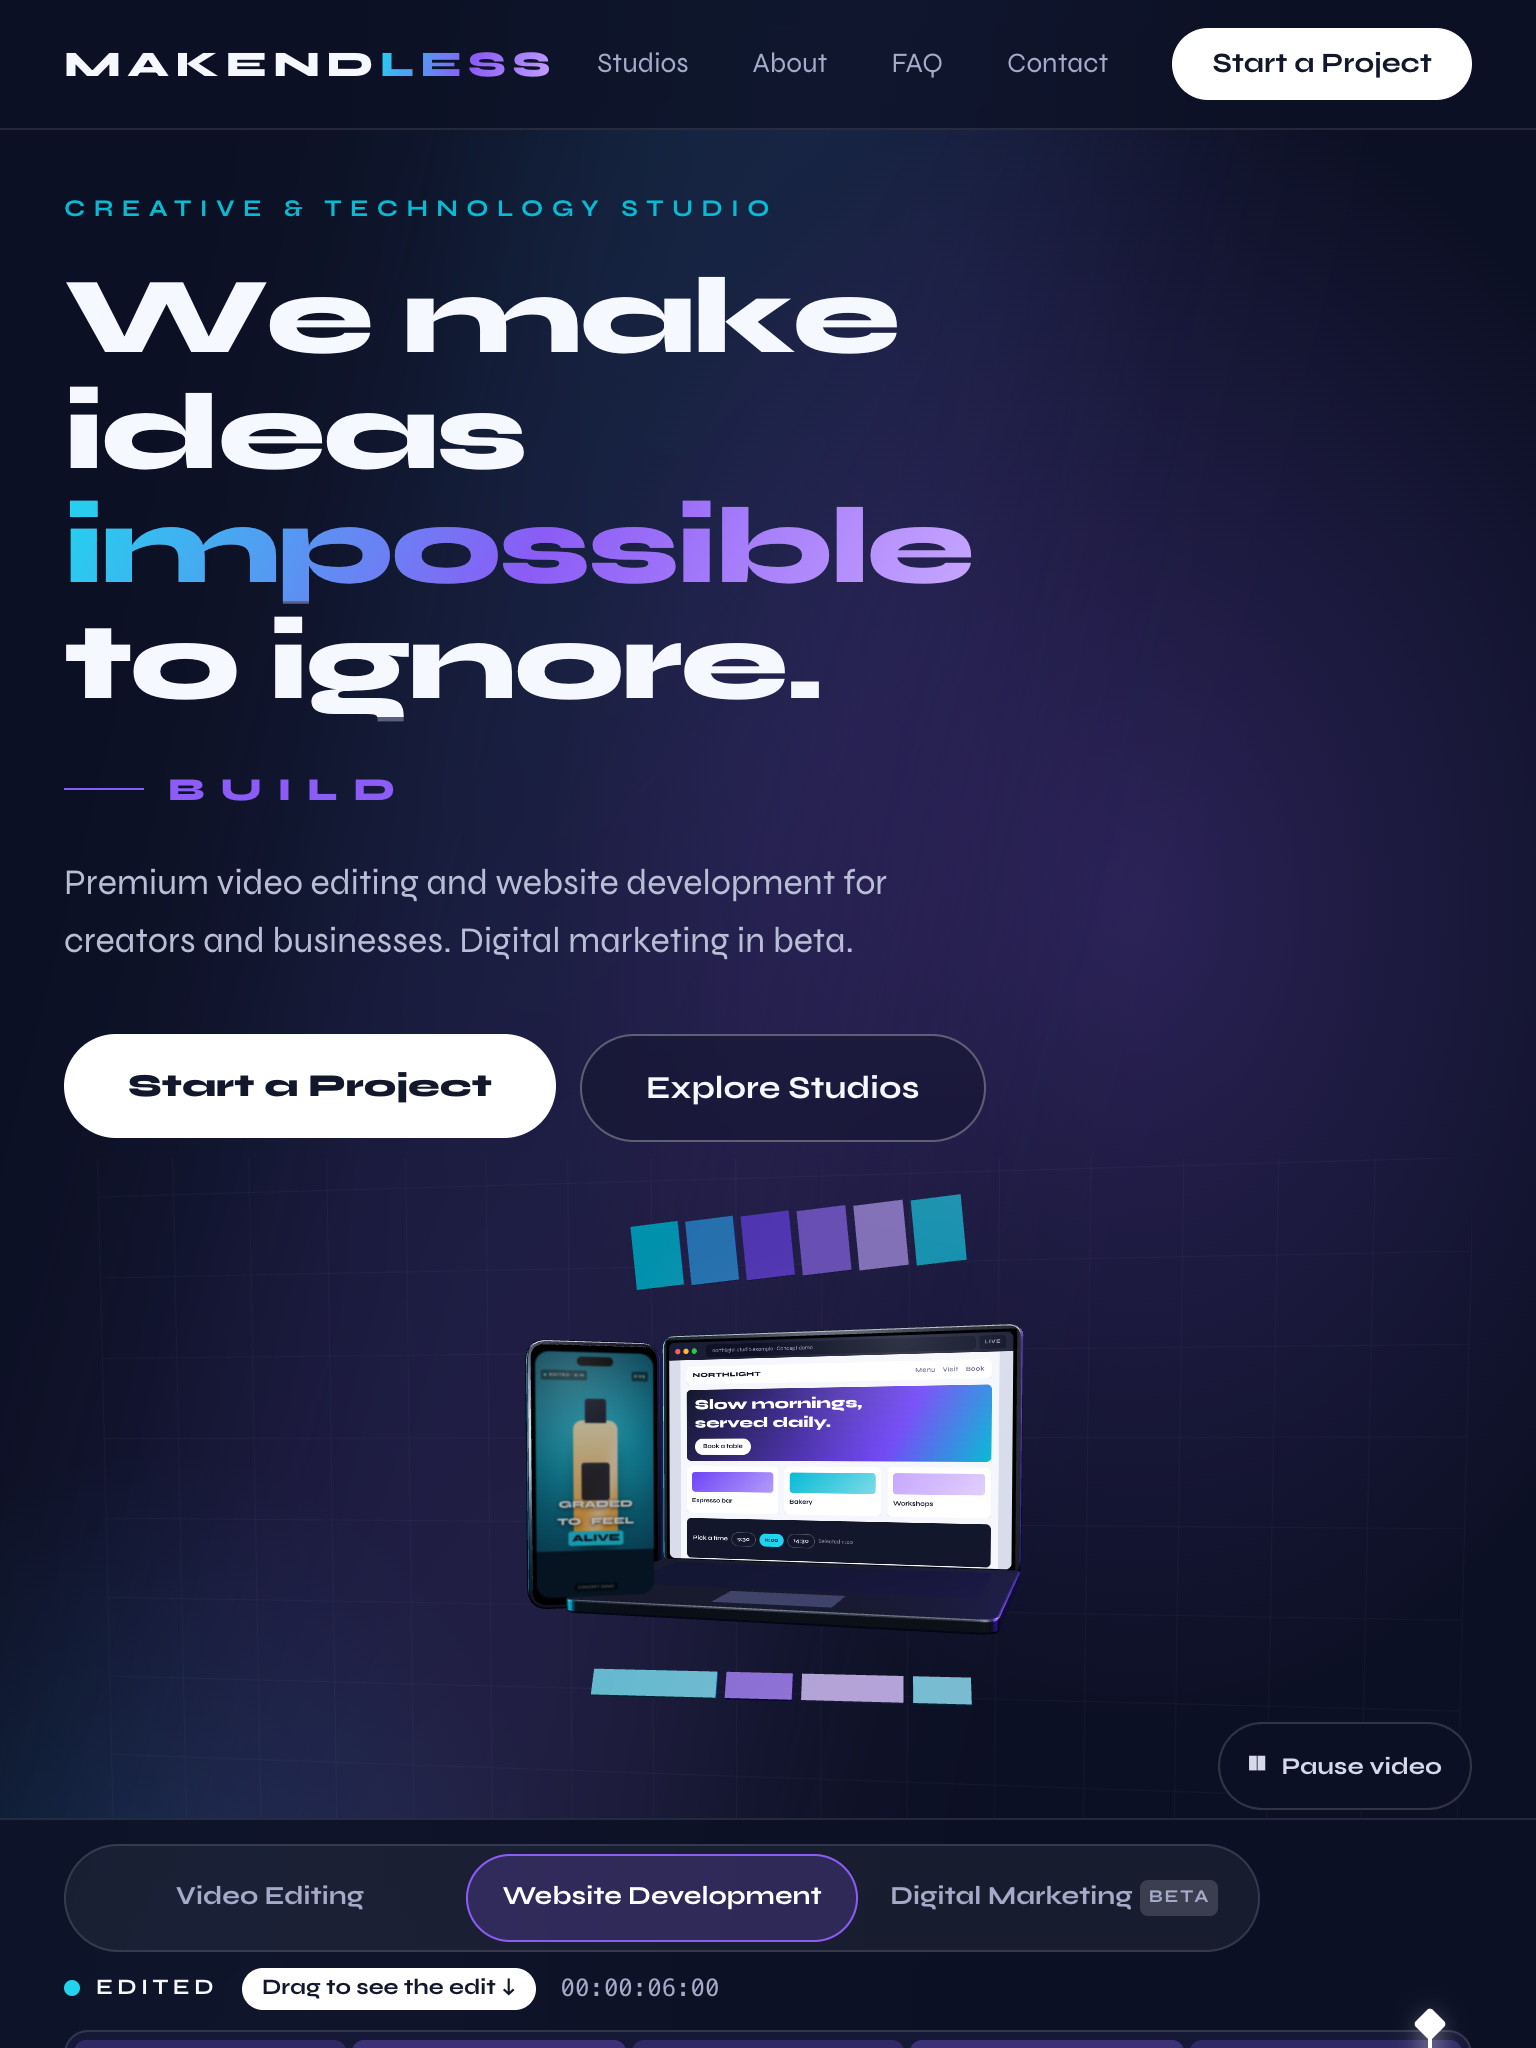 MAKENDLESS
Studios
About
FAQ
Contact
Start a Project
CREATIVE & TECHNOLOGY STUDIO
We make
ideas
impossible
to ignore.
BUILD
Premium video editing and website development for
creators and businesses. Digital marketing in beta.
Start a Project
Explore Studios
LIVE
NORTHLIGHT
Menu Visit Book
Slow mornings,
served daily.
Book a table
Espresso bar
Bakery
Workshops
Pick a time
GRADED
TO FEEL
ALIVE
Pause video
Video Editing
Website Development
Digital Marketing BETA
EDITED
Drag to see the edit ↓
00:00:06:00